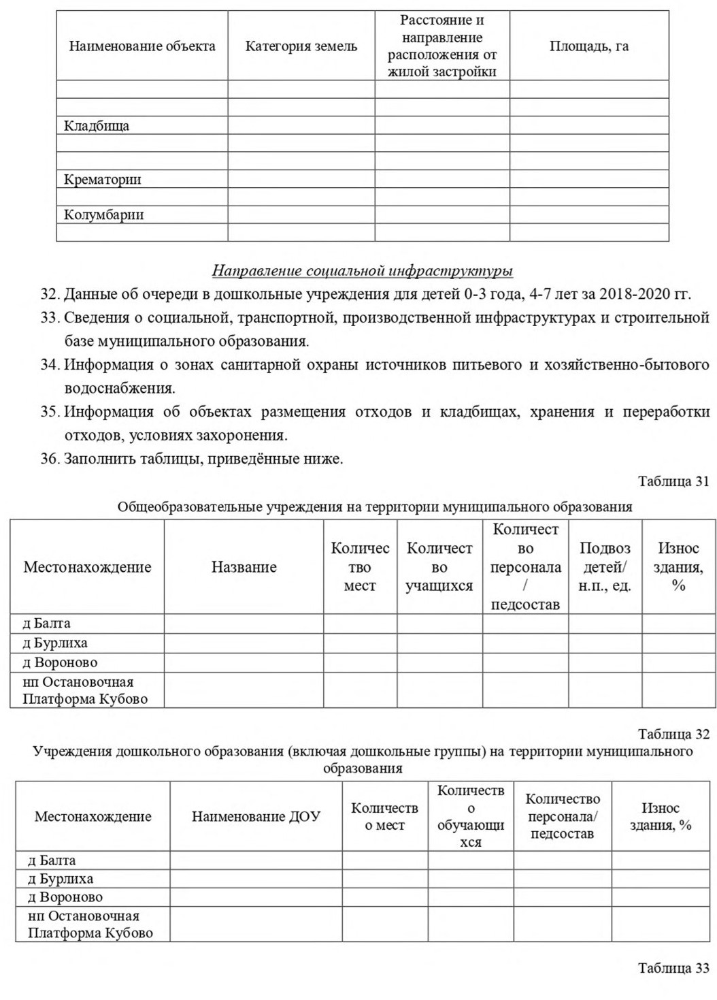 Наименование объекта
Категория земель
Расстояние и
направление
расположения от
жилой застройки
Площадь, га
Кладбища
Крематории
Колумбарии
Направление социальной инфраструктуры
32. Данные об очереди в дошкольные учреждения для детей 0-3 года, 4-7 лет за 2018-2020 гг.
33. Сведения о социальной, транспортной, производственной инфраструктурах и строительной
базе муниципального образования.
34. Информация о зонах санитарной охраны источников питьевого и хозяйственно-бытового
водоснабжения.
35. Информация об объектах размещения отходов и кладбищах, хранения и переработки
отходов, условиях захоронения.
36. Заполнить таблицы, приведённые ниже.
Таблица 31
Общеобразовательные учреждения на территории муниципального образования
Местонахождение
Название
Количес
тво
мест
Количест
во
учащихся
Количест
во
персонала
/
педсостав
Подвоз
детей/
н.п., ед.
Износ
здания,
%
д Балта
д Бурлиха
д Вороново
нп Остановочная
Платформа Кубово
Таблица 32
Учреждения дошкольного образования (включая дошкольные группы) на территории муниципального
образования
Местонахождение
Наименование ДОУ
Количеств
о мест
Количеств
о
обучающи
хся
Количество
персонала/
педсостав
Износ
здания, %
д Балта
д Бурлиха
д Вороново
нп Остановочная
Платформа Кубово
Таблица 33